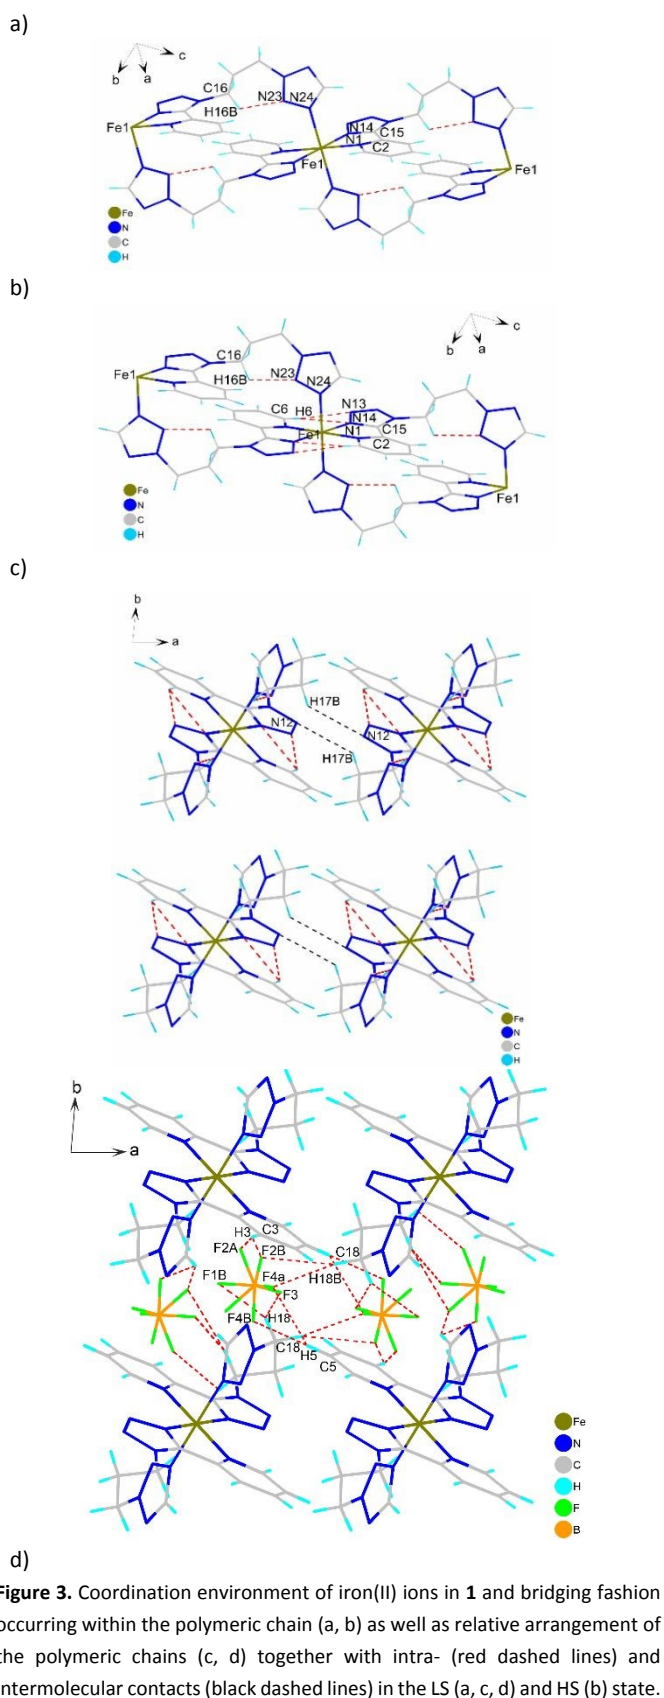 a)
b
a
c
C16
N23
N24
H16B
Fe1
N14
C15
N1
C2
Fe1
Fe1
Fe
N
C
H
b)
c
b
a
C16
Fe1
H16B
N23
N24
C6
H6
N13
N14
Fe1
N1
C15
C2
Fe1
Fe
N
C
H
c)
b
a
H17B
N12
N12
H17B
Fe
N
C
H
b
a
H3
C3
F2A
F2B
C18
F1B
F4a
H18B
F3
F4B
H18
C18
H5
C5
Fe
N
C
H
F
B
d)
Figure 3. Coordination environment of iron(II) ions in 1 and bridging fashion
occurring within the polymeric chain (a, b) as well as relative arrangement of
the polymeric chains (c, d) together with intra- (red dashed lines) and
intermolecular contacts (black dashed lines) in the LS (a, c, d) and HS (b) state.